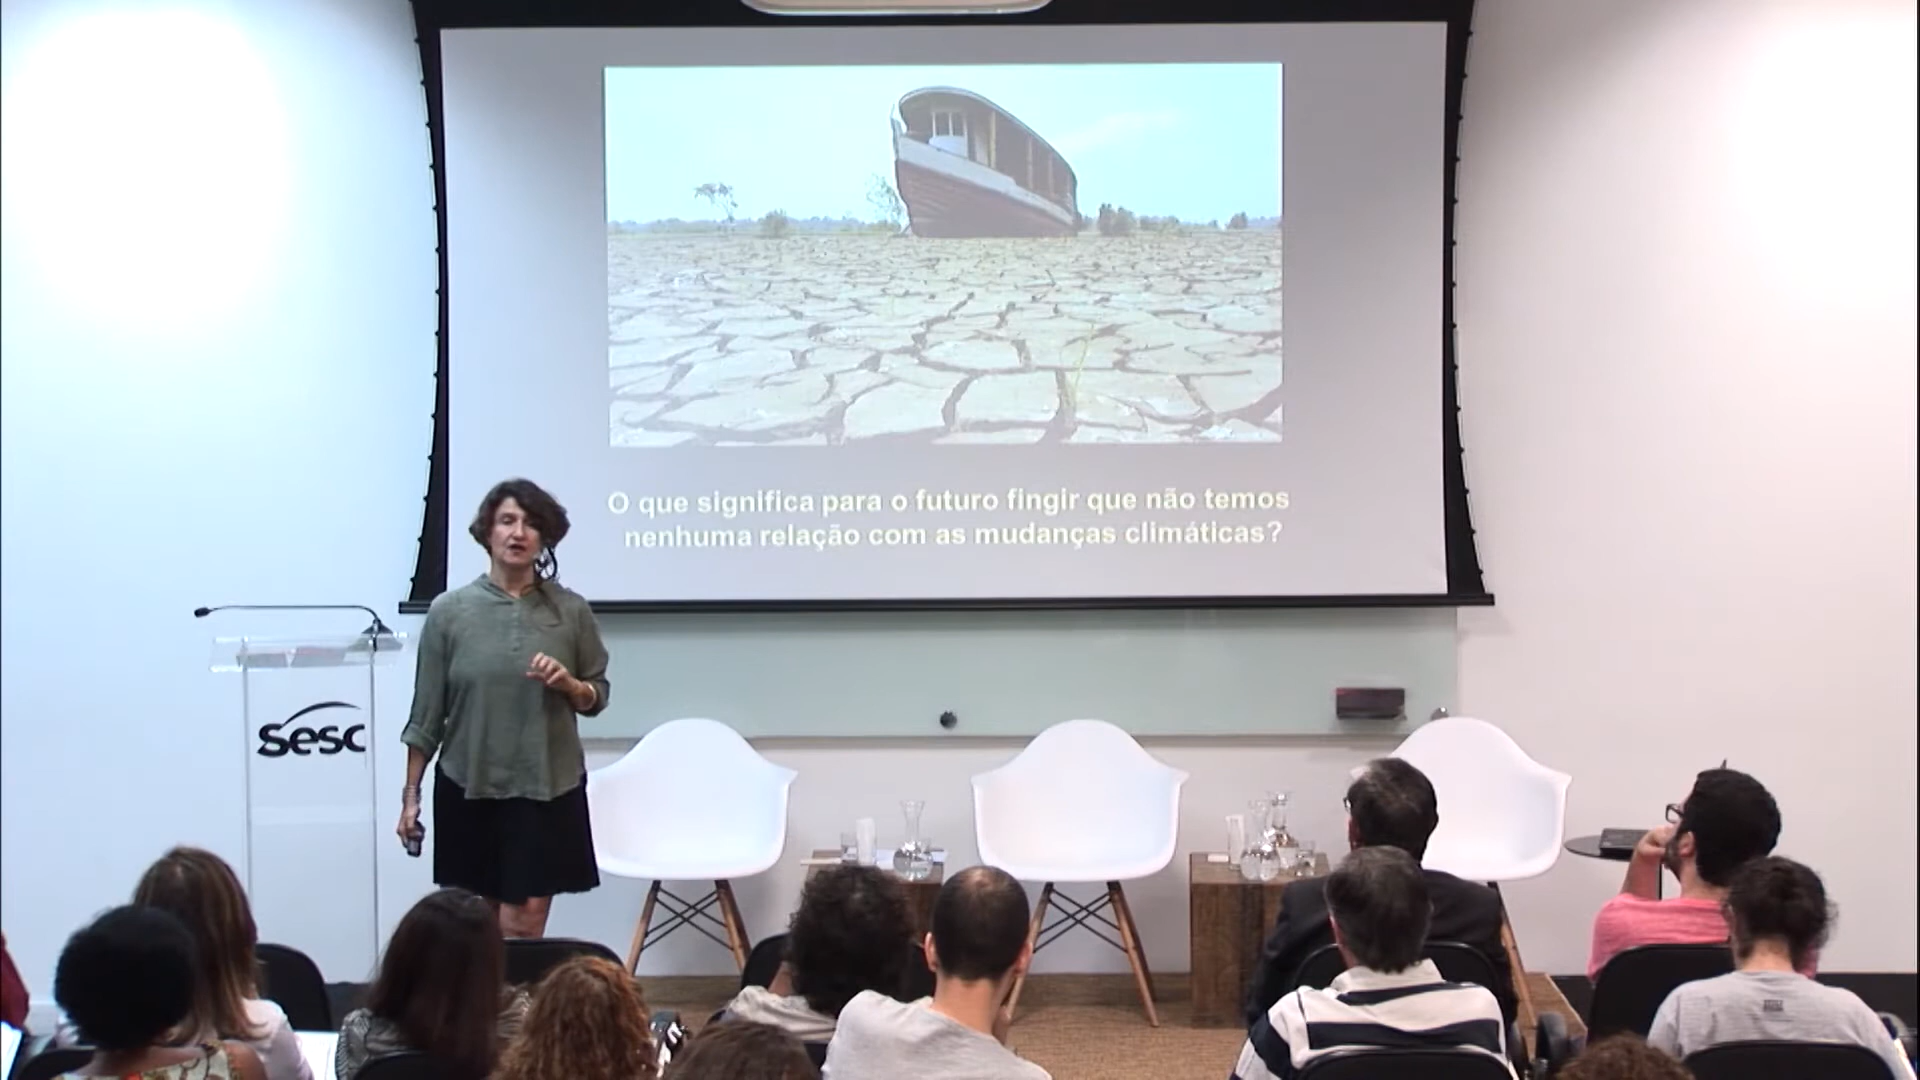 O que significa para o futuro fingir que não temos
nenhuma relação com as mudanças climáticas?
sesc